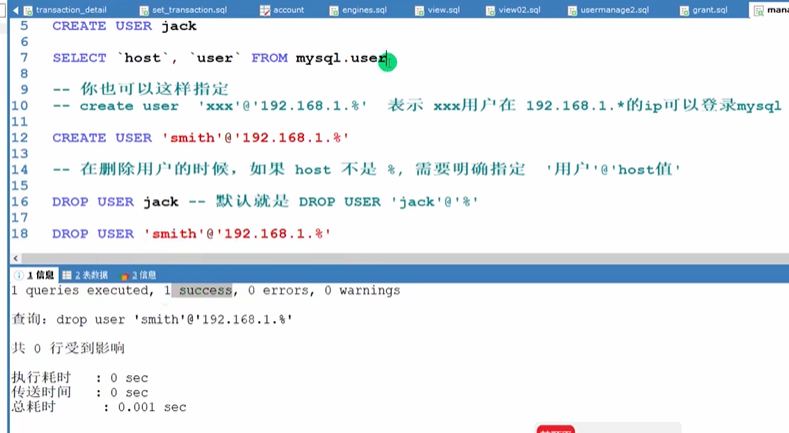 transaction_detail set_transaction.sql account engines.sql view.sql view02.sql usermanage2.sql grant.sql
5 CREATE USER jack
6
7 SELECT `host`, `user` FROM mysql.user
8
9 -- 你也可以这样指定
10 -- create user 'xxx'@'192.168.1.%' 表示 xxx用户在 192.168.1.*的ip可以登录mysql
11
12 CREATE USER 'smith'@'192.168.1.%'
13
14 -- 在删除用户的时候，如果 host 不是 %, 需要明确指定 '用户'@'host值'
15
16 DROP USER jack -- 默认就是 DROP USER 'jack'@'%'
17
18 DROP USER 'smith'@'192.168.1.%'
1 信息 2 表数据 3 信息
1 queries executed, 1 success, 0 errors, 0 warnings
查询: drop user 'smith'@'192.168.1.%'
共 0 行受到影响
执行耗时 : 0 sec
传送时间 : 0 sec
总耗时 : 0.001 sec